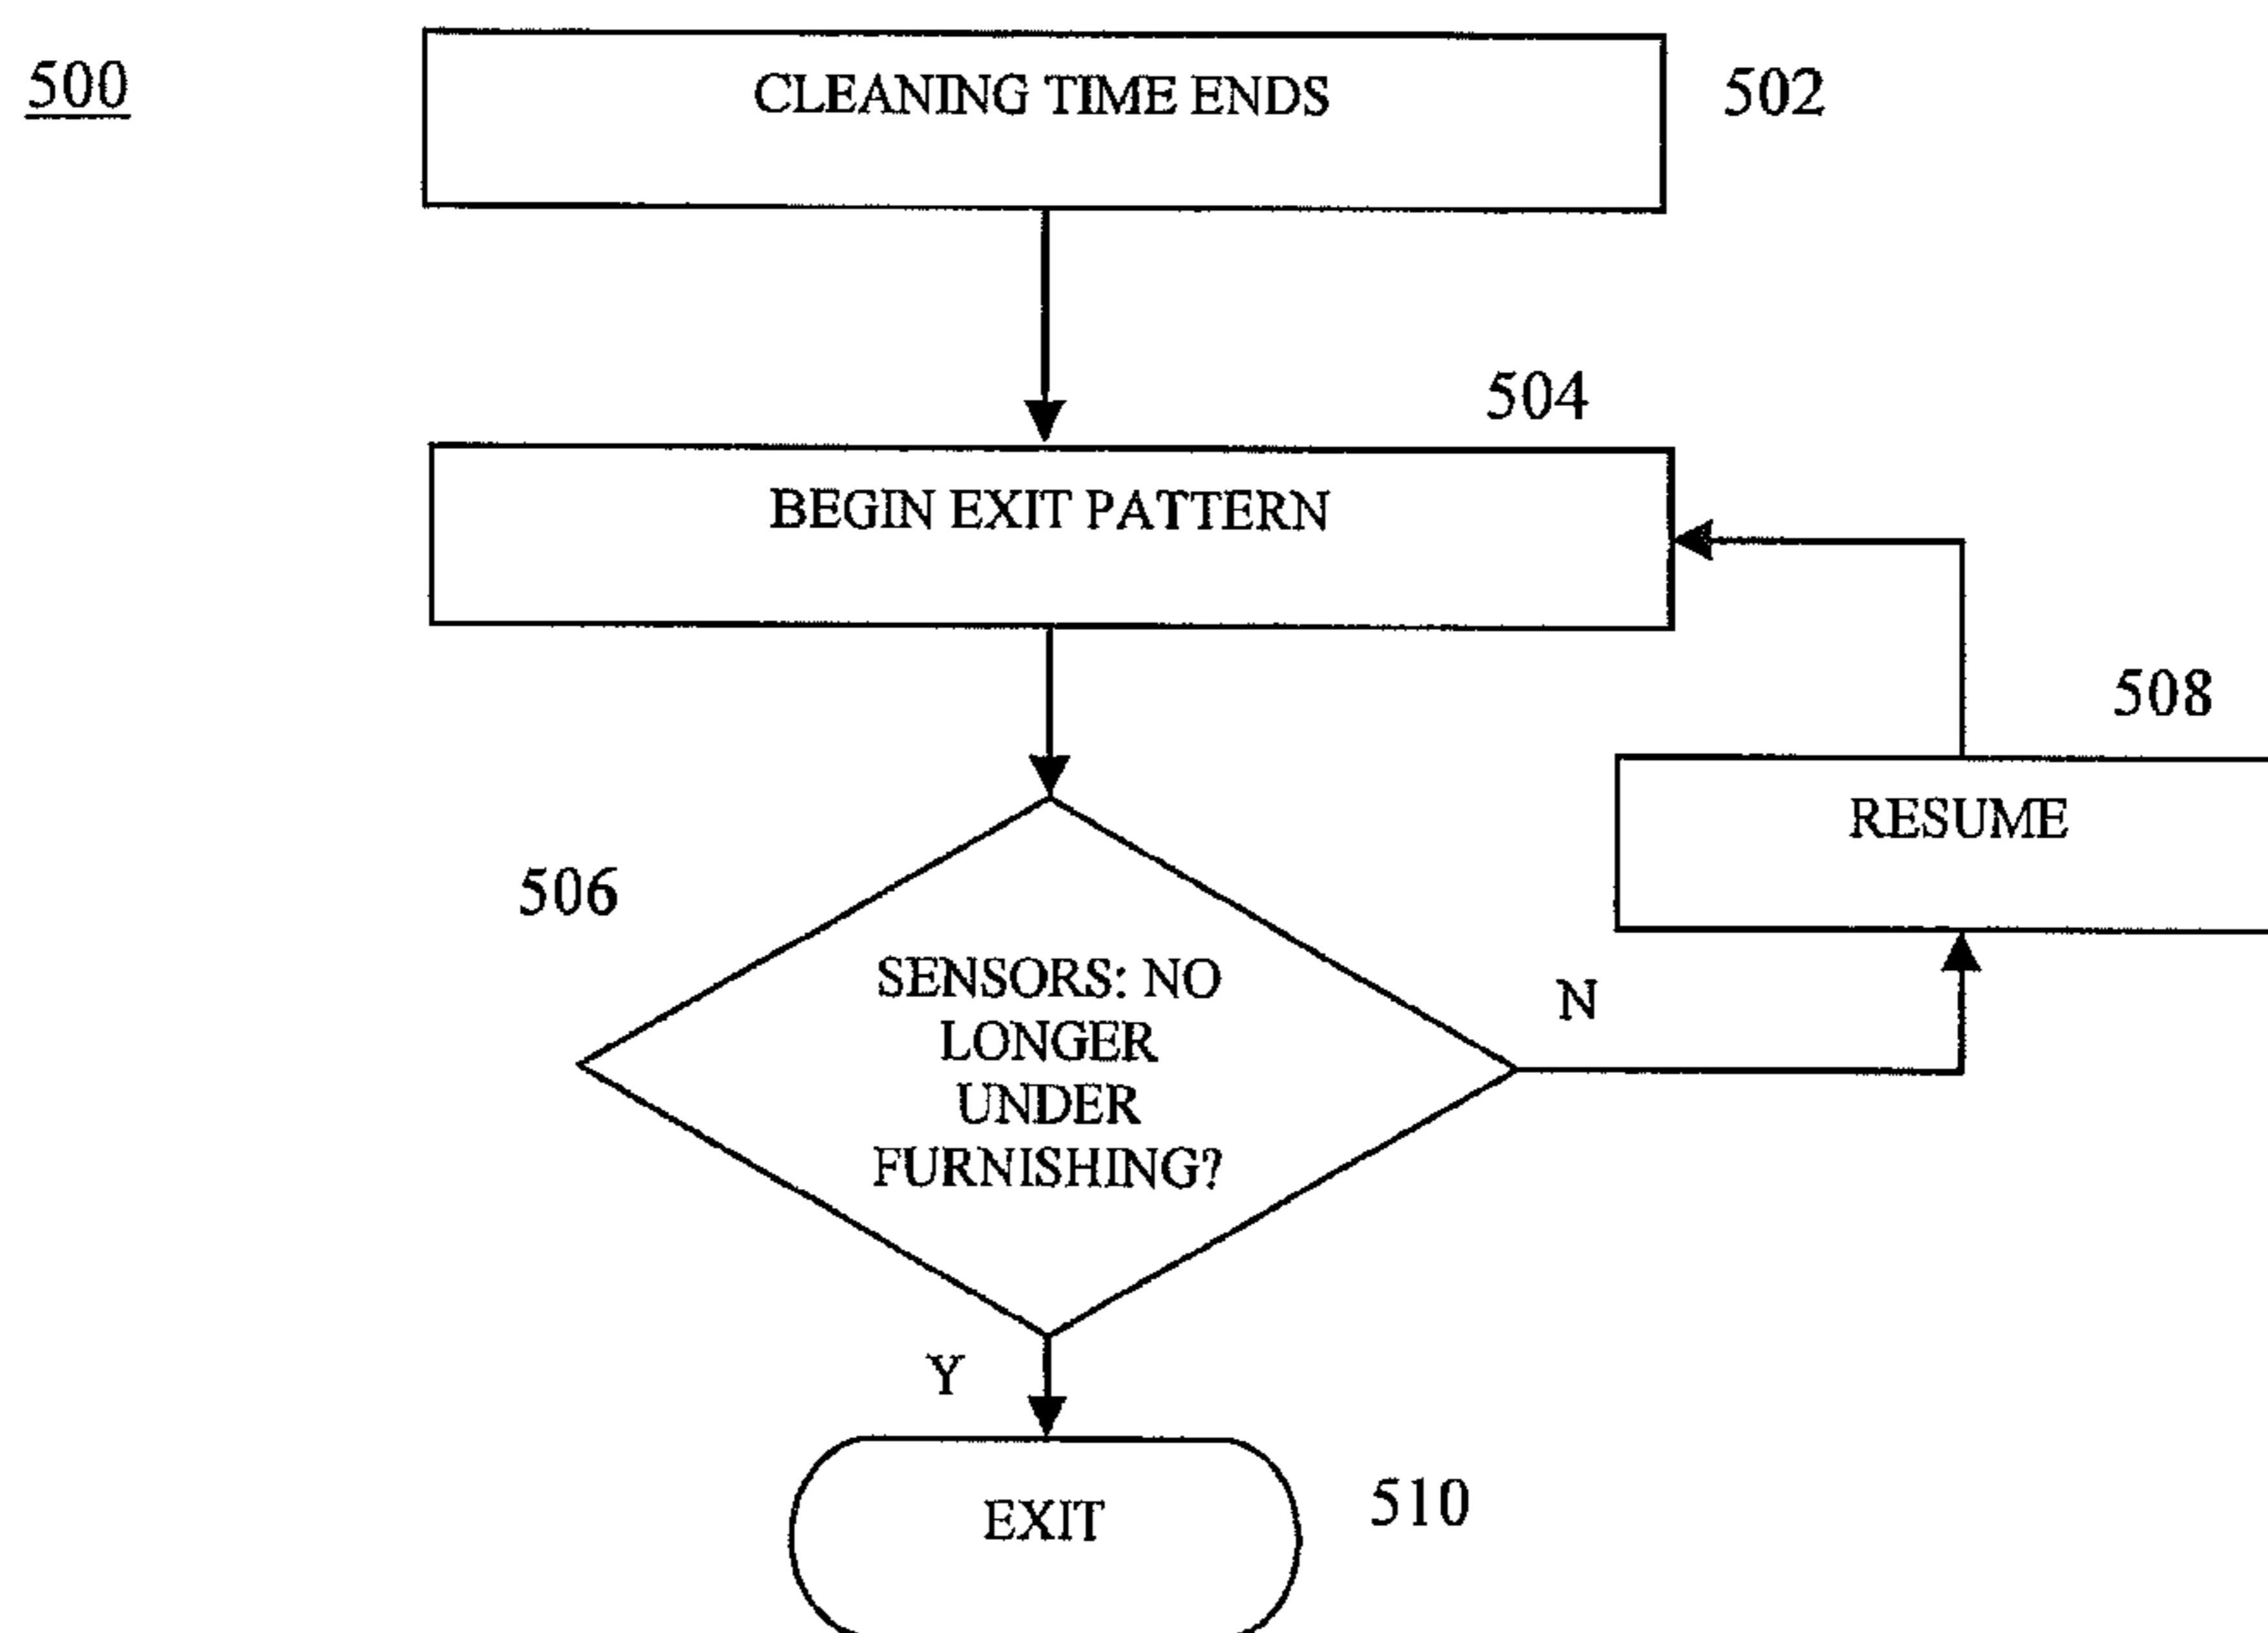 500
CLEANING TIME ENDS
502
504
BEGIN EXIT PATTERN
508
RESUME
506
SENSORS: NO
LONGER
UNDER
FURNISHING?
N
Y
EXIT
510